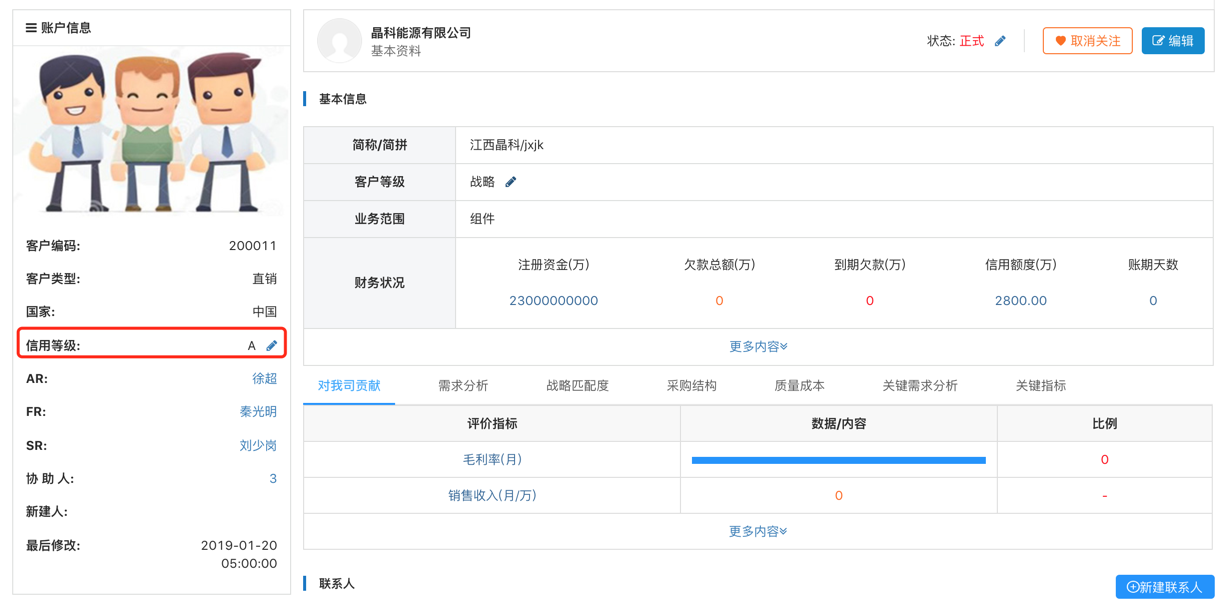 账户信息
客户编码: 200011
客户类型: 直销
国家: 中国
信用等级: A
AR: 徐超
FR: 秦光明
SR: 刘少岗
协 助 人: 3
新建人:
最后修改: 2019-01-20
05:00:00
晶科能源有限公司
基本资料
状态: 正式
取消关注
编辑
基本信息
简称/简拼 江西晶科/jxjk
客户等级 战略
业务范围 组件
财务状况
注册资金(万) 欠款总额(万) 到期欠款(万) 信用额度(万) 账期天数
23000000000 0 0 2800.00 0
更多内容
对我司贡献 需求分析 战略匹配度 采购结构 质量成本 关键需求分析 关键指标
评价指标 数据/内容 比例
毛利率(月) 0
销售收入(月/万) 0 -
更多内容
联系人
新建联系人